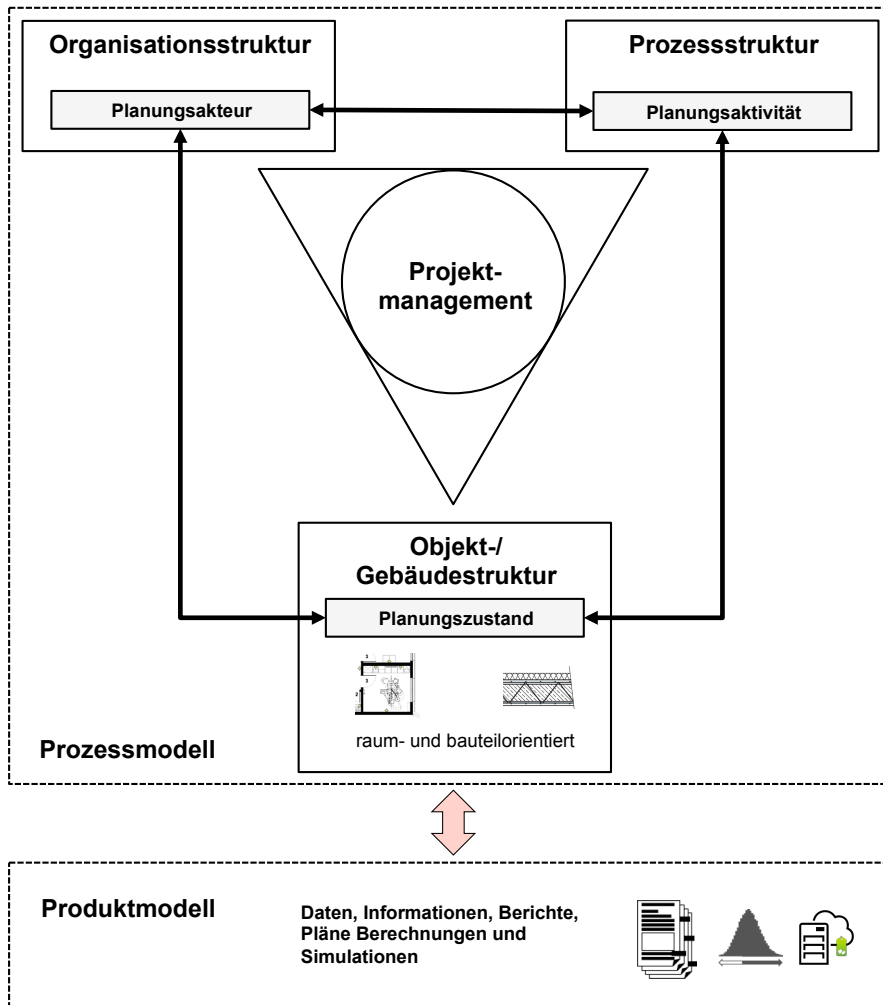 Organisationsstruktur
Planungsakteur
Prozessstruktur
Planungsaktivität
Projekt-
management
Objekt-/
Gebäudestruktur
Planungszustand
raum- und bauteilorientiert
Prozessmodell
Produktmodell
Daten, Informationen, Berichte,
Pläne Berechnungen und
Simulationen